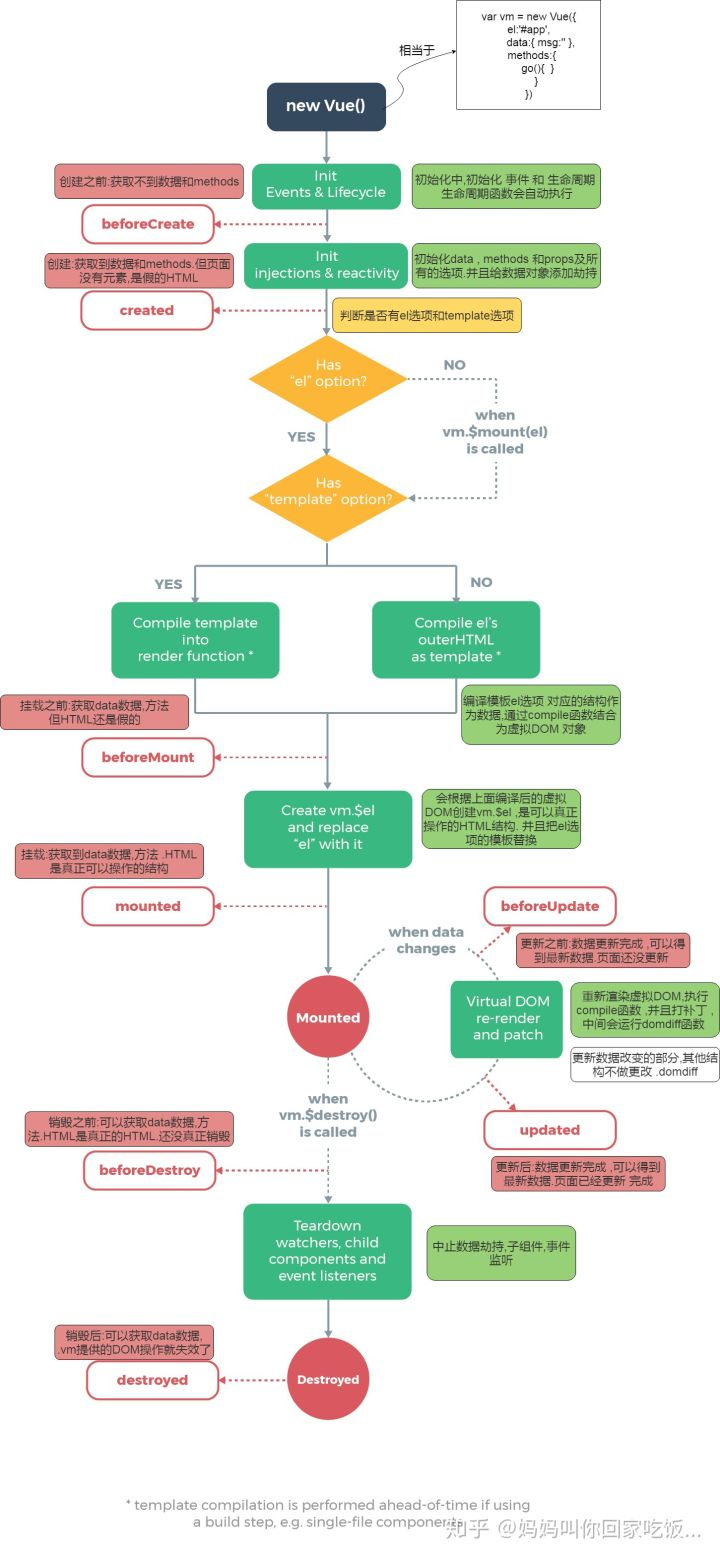 var vm = new Vue({
el:'#app',
data:{ msg:'' },
methods:{
go(){ }
}
})
相当于
new Vue()
创建之前:获取不到数据和methods
Init
Events & Lifecycle
初始化中,初始化 事件 和 生命周期
生命周期函数会自动执行
beforeCreate
创建:获取到数据和methods.但页面
没有元素,是假的HTML
Init
injections & reactivity
初始化data , methods 和props及所
有的选项.并且给数据对象添加劫持
created
判断是否有el选项和template选项
Has
“el” option?
NO
when
vm.$mount(el)
is called
YES
Has
“template” option?
YES
NO
Compile template
into
render function *
Compile el’s
outerHTML
as template *
挂载之前:获取data数据,方法
但HTML还是假的
编译模板el选项 对应的结构作
为数据,通过compile函数结合
为虚拟DOM 对象
beforeMount
Create vm.$el
and replace
“el” with it
会根据上面编译后的虚拟
DOM创建vm.$el ,是可以真正
操作的HTML结构. 并且把el选
项的模板替换
挂载:获取到data数据,方法 .HTML
是真正可以操作的结构
mounted
beforeUpdate
when data
changes
更新之前:数据更新完成 ,可以得
到最新数据.页面还没更新
Mounted
Virtual DOM
re-render
and patch
重新渲染虚拟DOM,执行
compile函数 ,并且打补丁 ,
中间会运行domdiff函数
更新数据改变的部分,其他结
构不做更改 .domdiff
when
vm.$destroy()
is called
销毁之前:可以获取data数据,方
法.HTML是真正的HTML.还没真正销毁
updated
beforeDestroy
更新后:数据更新完成 ,可以得到
最新数据.页面已经更新 完成
Teardown
watchers, child
components and
event listeners
中止数据劫持,子组件,事件
监听
销毁后:可以获取data数据,
.vm提供的DOM操作就失效了
destroyed
Destroyed
* template compilation is performed ahead-of-time if using
a build step, e.g. single-file components
知乎 @妈妈叫你回家吃饭...